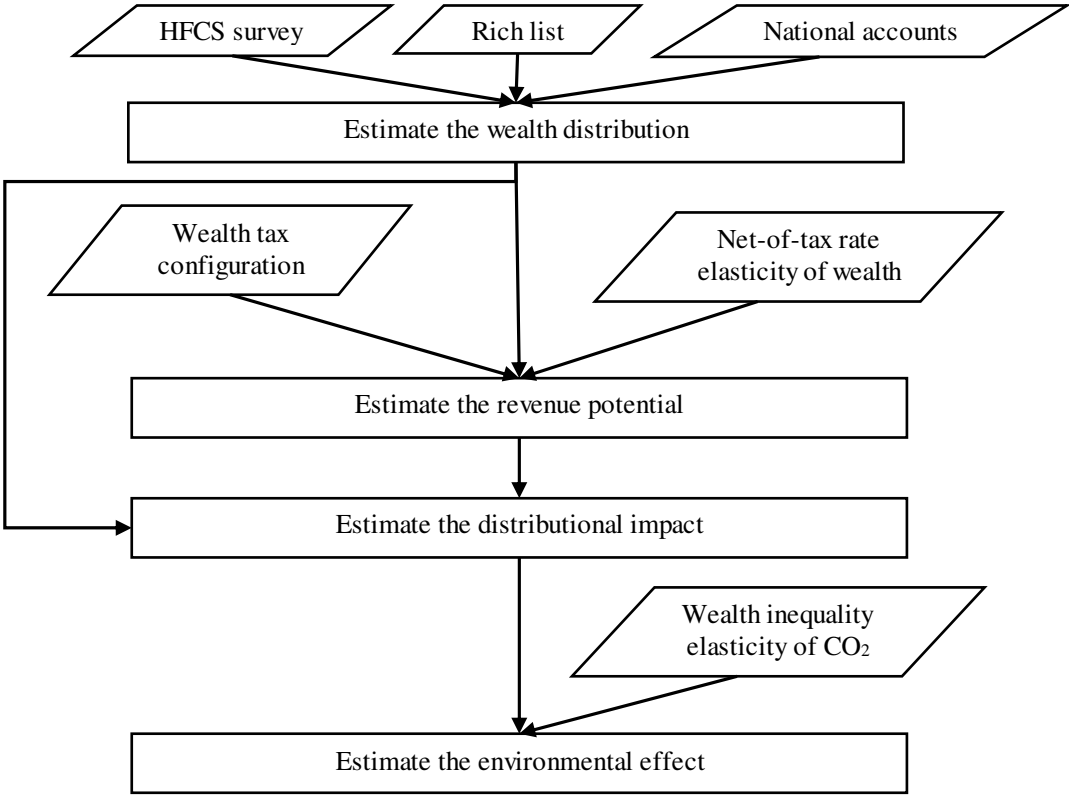 HFCS survey
Rich list
National accounts
Estimate the wealth distribution
Wealth tax
configuration
Net-of-tax rate
elasticity of wealth
Estimate the revenue potential
Estimate the distributional impact
Wealth inequality
elasticity of CO₂
Estimate the environmental effect